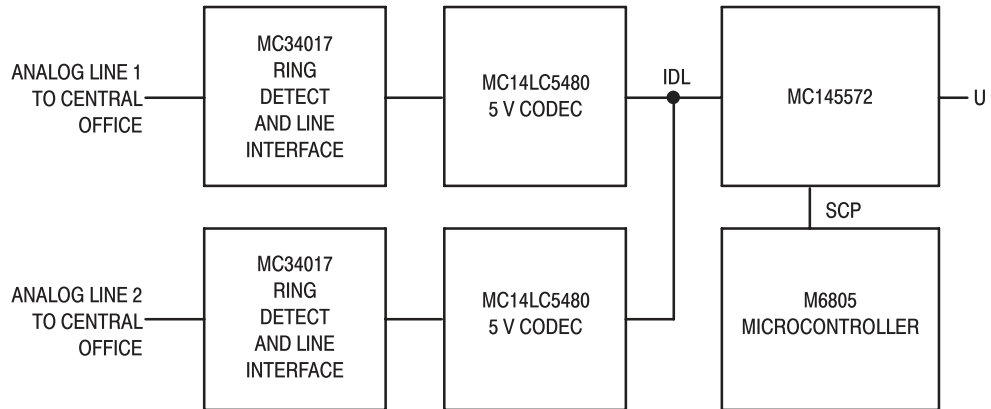 ANALOG LINE 1
TO CENTRAL
OFFICE
MC34017
RING
DETECT
AND LINE
INTERFACE
MC14LC5480
5 V CODEC
IDL
MC145572
U
SCP
ANALOG LINE 2
TO CENTRAL
OFFICE
MC34017
RING
DETECT
AND LINE
INTERFACE
MC14LC5480
5 V CODEC
M6805
MICROCONTROLLER